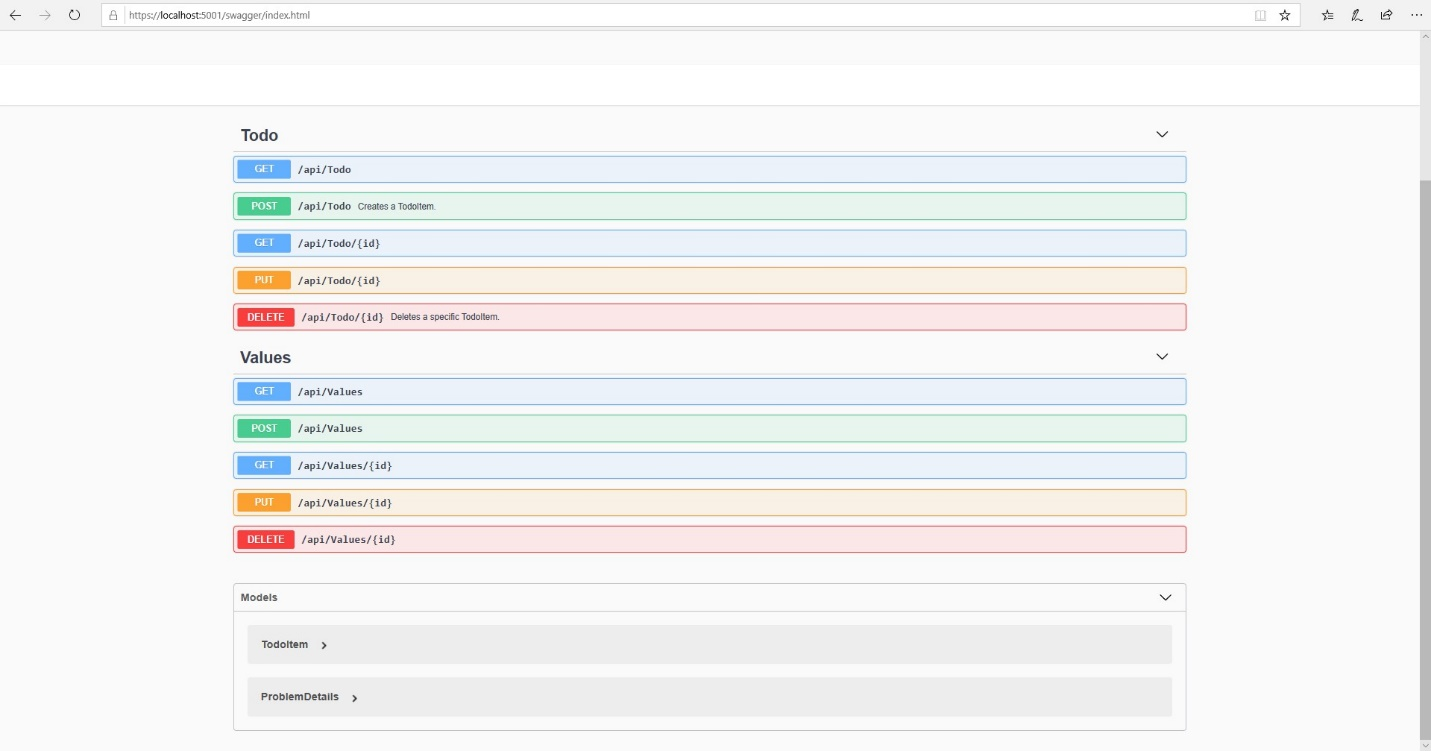 https://localhost:5001/swagger/index.html
Todo
GET /api/Todo
POST /api/Todo Creates a TodoItem.
GET /api/Todo/{id}
PUT /api/Todo/{id}
DELETE /api/Todo/{id} Deletes a specific TodoItem.
Values
GET /api/Values
POST /api/Values
GET /api/Values/{id}
PUT /api/Values/{id}
DELETE /api/Values/{id}
Models
TodoItem
ProblemDetails